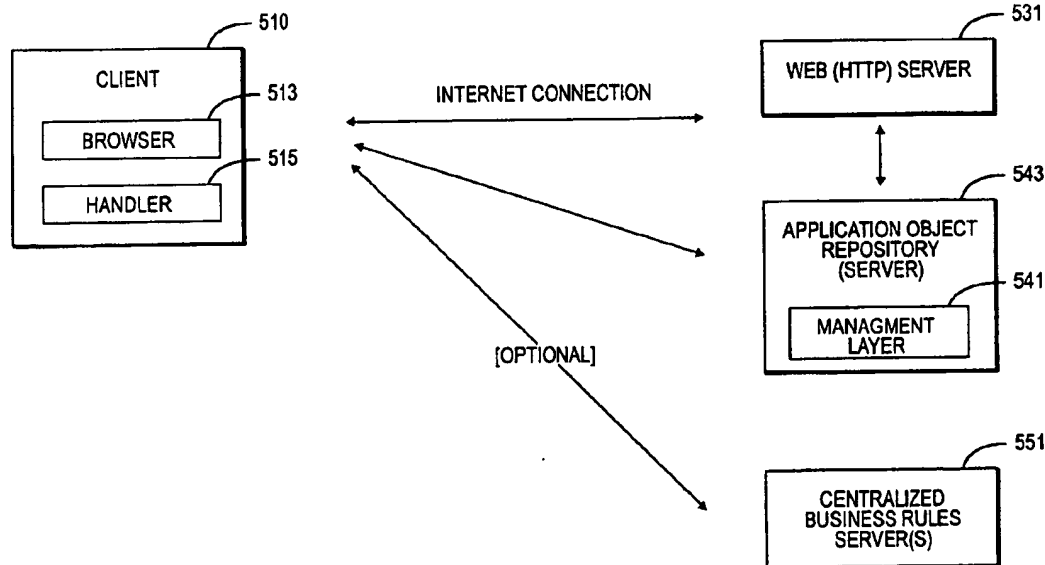 510
CLIENT
513
BROWSER
515
HANDLER
INTERNET CONNECTION
[OPTIONAL]
531
WEB (HTTP) SERVER
543
APPLICATION OBJECT
REPOSITORY
(SERVER)
541
MANAGMENT
LAYER
551
CENTRALIZED
BUSINESS RULES
SERVER(S)